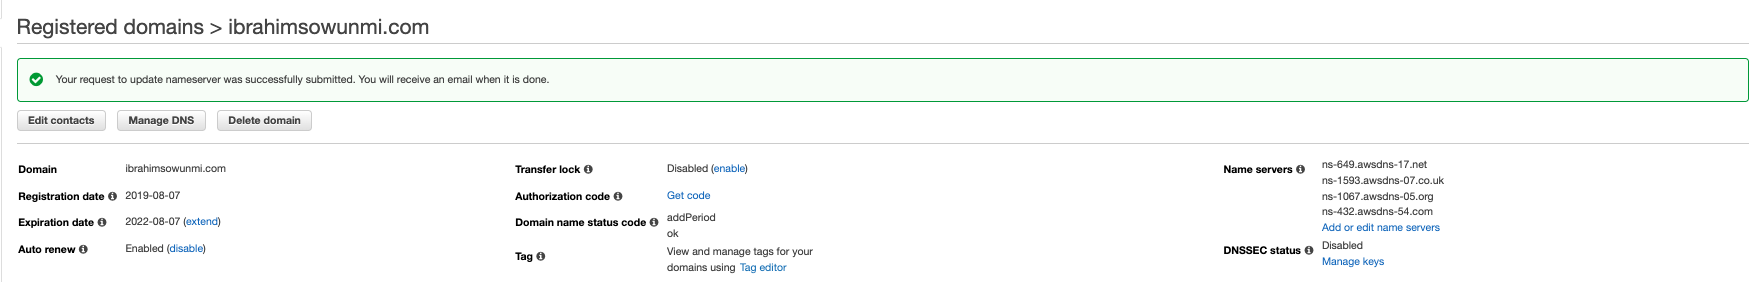 Registered domains > ibrahimsowunmi.com
Your request to update nameserver was successfully submitted. You will receive an email when it is done.
Edit contacts
Manage DNS
Delete domain
Domain ibrahimsowunmi.com
Registration date 2019-08-07
Expiration date 2022-08-07 (extend)
Auto renew Enabled (disable)
Transfer lock Disabled (enable)
Authorization code Get code
Domain name status code addPeriod
ok
Tag View and manage tags for your
domains using Tag editor
Name servers ns-649.awsdns-17.net
ns-1593.awsdns-07.co.uk
ns-1067.awsdns-05.org
ns-432.awsdns-54.com
Add or edit name servers
DNSSEC status Disabled
Manage keys